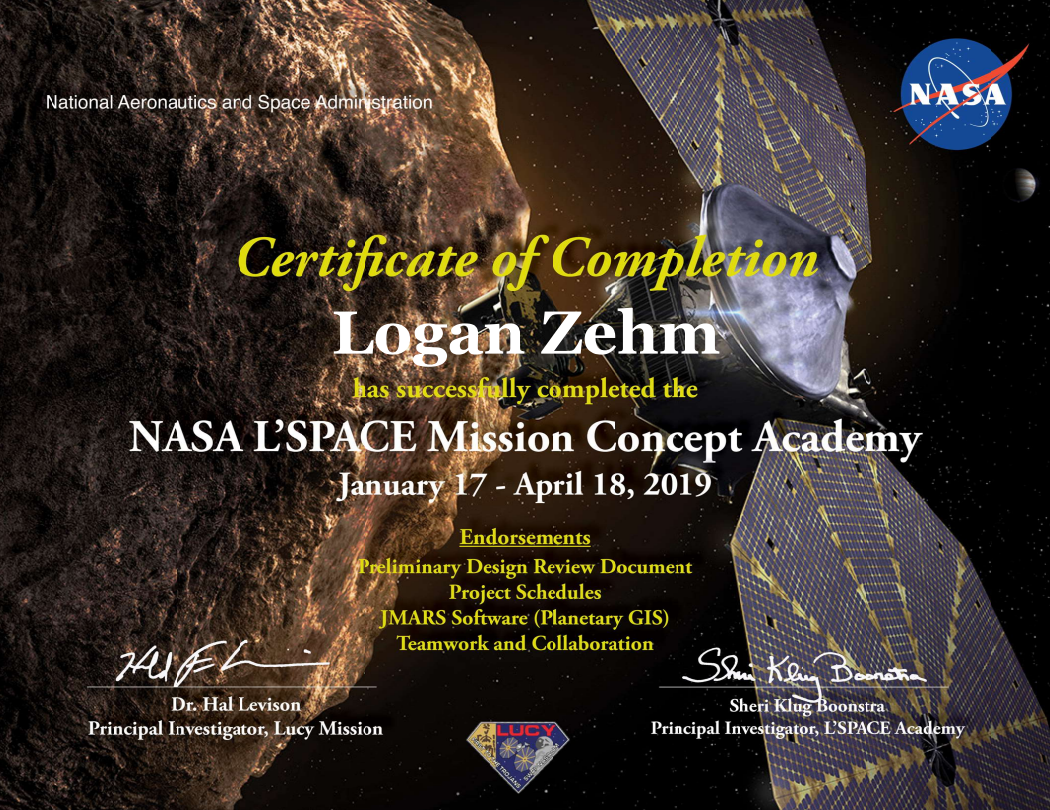 National Aeronautics and Space Administration
NASA
Certificate of Completion
Logan Zehm
has successfully completed the
NASA L'SPACE Mission Concept Academy
January 17 - April 18, 2019
Endorsements
Preliminary Design Review Document
Project Schedules
JMARS Software (Planetary GIS)
Teamwork and Collaboration
Sheri Klug Boonstra
Dr. Hal Levison
Principal Investigator, Lucy Mission
Sheri Klug Boonstra
Principal Investigator, L'SPACE Academy
LUCY
TROJANS